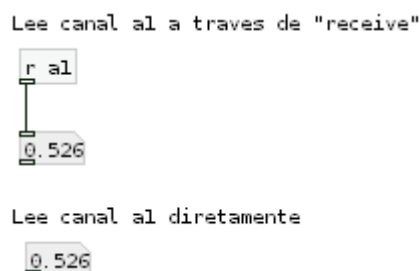 Lee canal a1 a traves de "receive"
r a1
0.526
Lee canal a1 diretamente
0.526